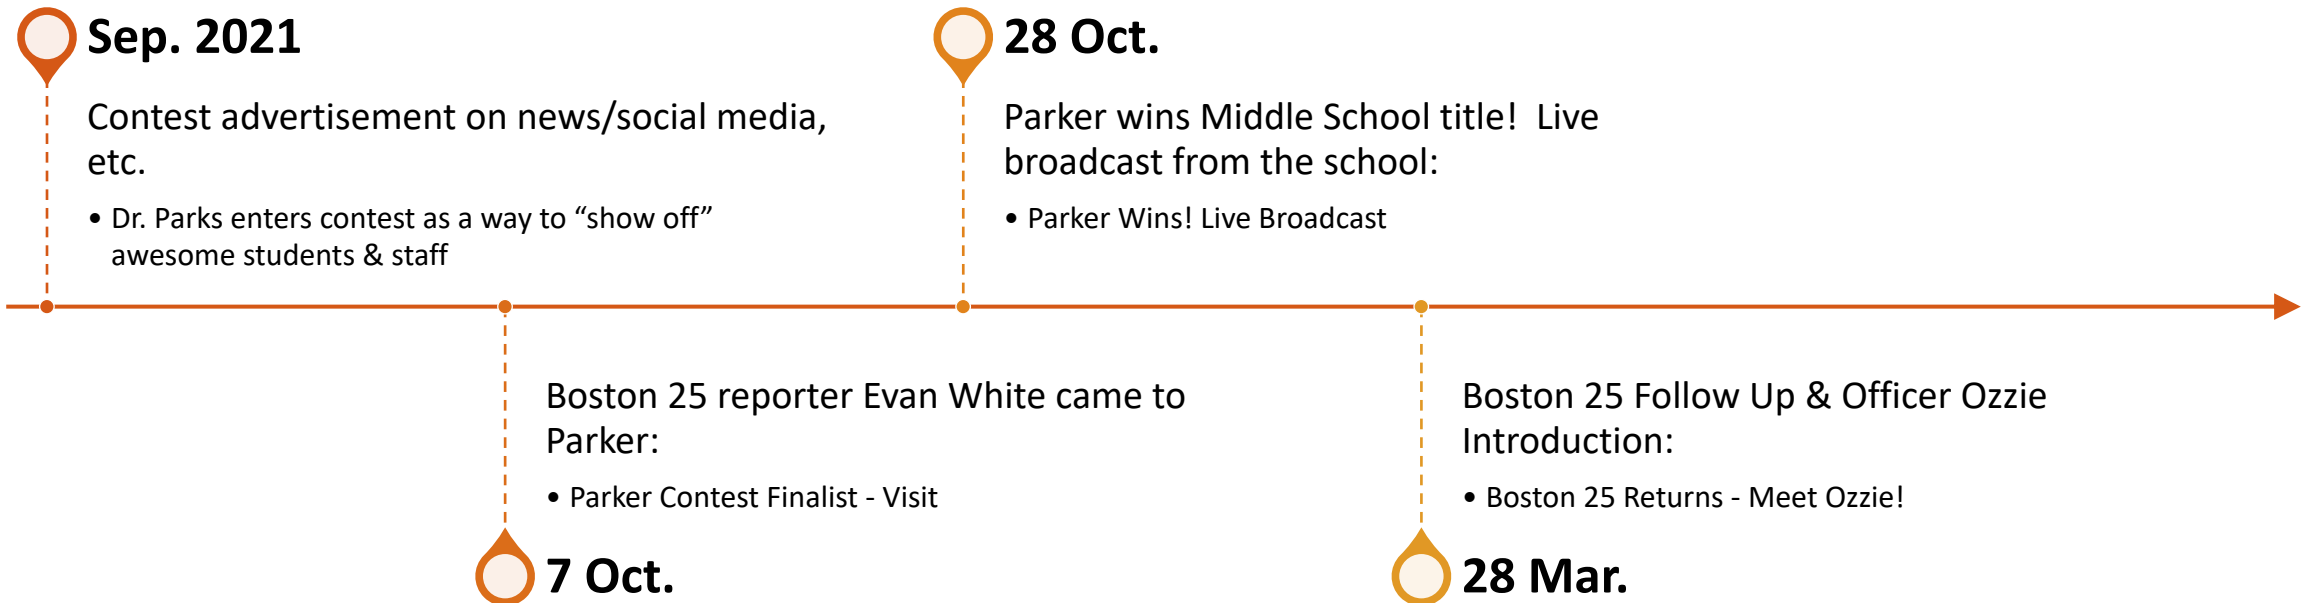 Sep. 2021
Contest advertisement on news/social media,
etc.
• Dr. Parks enters contest as a way to “show off”
awesome students & staff
Boston 25 reporter Evan White came to
Parker:
• Parker Contest Finalist - Visit
7 Oct.
28 Oct.
Parker wins Middle School title!  Live
broadcast from the school:
• Parker Wins! Live Broadcast
Boston 25 Follow Up & Officer Ozzie
Introduction:
• Boston 25 Returns - Meet Ozzie!
28 Mar.